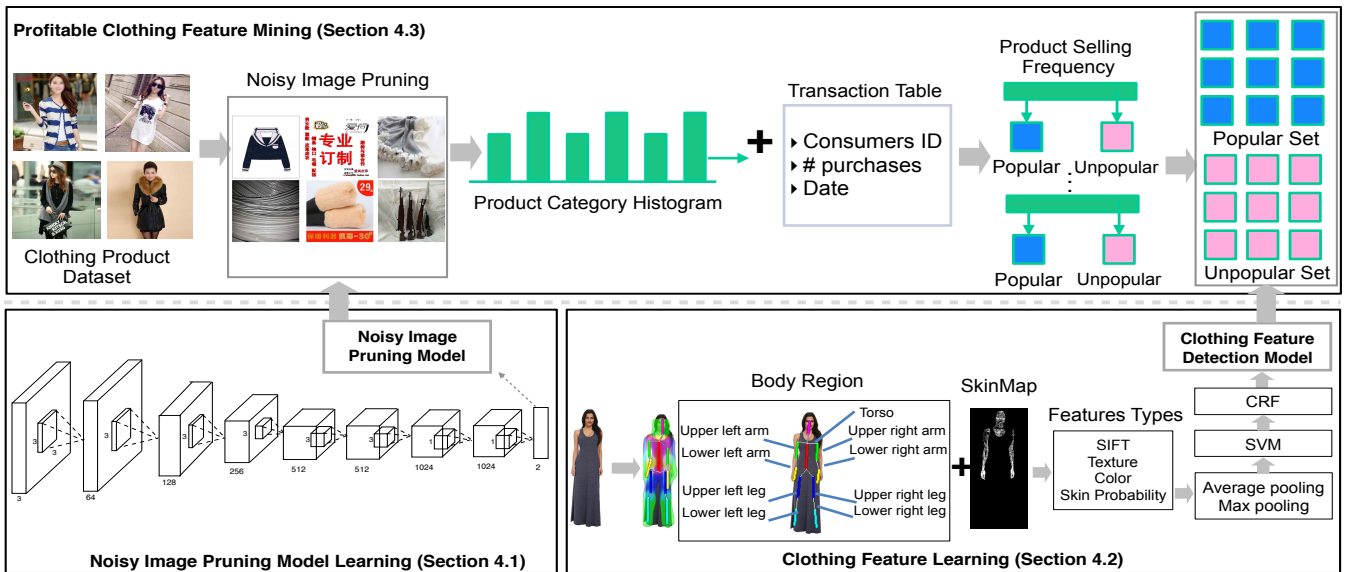 Profitable Clothing Feature Mining (Section 4.3)
Clothing Product
Dataset
Noisy Image Pruning
专业
订制
29
Product Category Histogram
+
Transaction Table
Consumers ID
# purchases
Date
Product Selling
Frequency
Popular
Unpopular
Popular
Unpopular
Popular Set
Unpopular Set
Noisy Image
Pruning Model
3
3
3
3
3
3
3
3
1
1
3
64
128
256
512
512
1024
1024
2
Noisy Image Pruning Model Learning (Section 4.1)
Body Region
Torso
Upper left arm
Upper right arm
Lower left arm
Lower right arm
Upper left leg
Upper right leg
Lower left leg
Lower right leg
+
SkinMap
Features Types
SIFT
Texture
Color
Skin Probability
Average pooling
Max pooling
SVM
CRF
Clothing Feature
Detection Model
Clothing Feature Learning (Section 4.2)